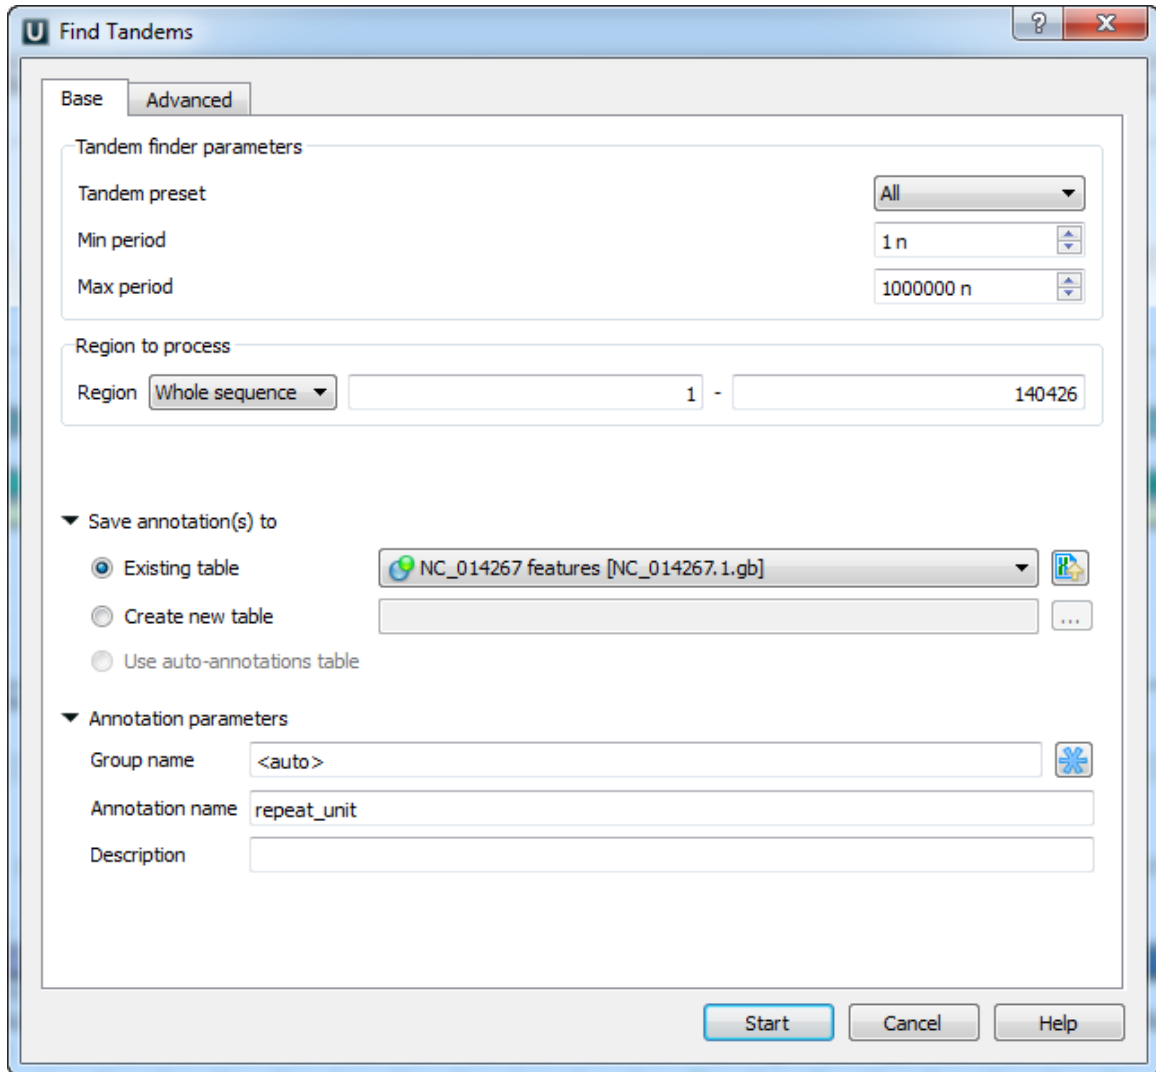 U Find Tandems ? X
Base Advanced
Tandem finder parameters
Tandem preset All
Min period 1 n
Max period 1000000 n
Region to process
Region Whole sequence 1 - 140426
Save annotation(s) to
Existing table NC_014267 features [NC_014267.1.gb]
Create new table ...
Use auto-annotations table
Annotation parameters
Group name <auto>
Annotation name repeat_unit
Description
Start Cancel Help